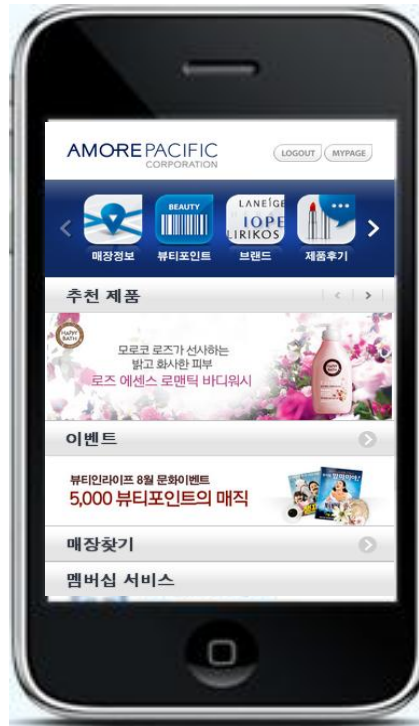 AMOREPACIFIC
CORPORATION
LOGOUT
MYPAGE
BEAUTY
LANEIGE
IOPE
LIRIKOS
매장정보
뷰티포인트
브랜드
제품후기
추천 제품
HAPPY
BATH
모로코 로즈가 선사하는
밝고 화사한 피부
로즈 에센스 로맨틱 바디워시
이벤트
뷰티인라이프 8월 문화이벤트
5,000 뷰티포인트의 매직
매장찾기
멤버십 서비스